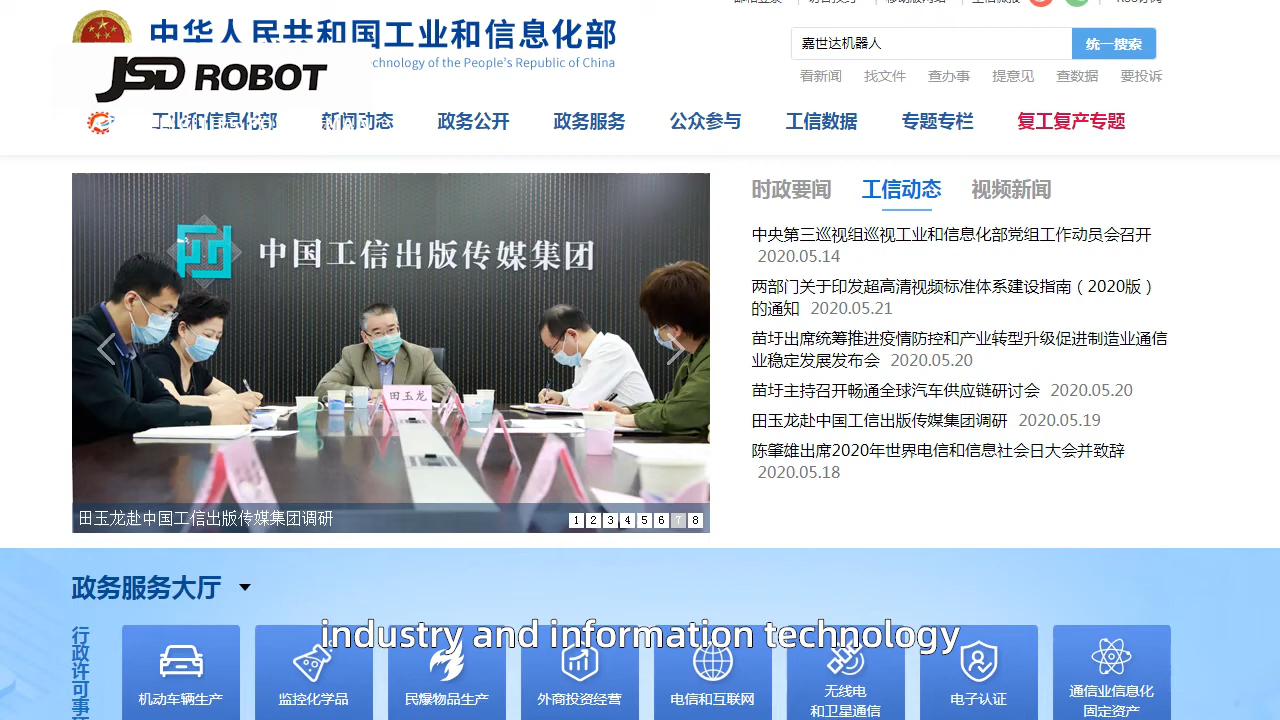 中华人民共和国工业和信息化部
chnology of the People's Republic of China
JSD ROBOT
嘉世达机器人
统一搜索
看新闻 找文件 查办事 提意见 查数据 要投诉
工业和信息化部 新闻动态 政务公开 政务服务 公众参与 工信数据 专题专栏 复工复产专题
中国工信出版传媒集团
田玉龙
田玉龙赴中国工信出版传媒集团调研
1 2 3 4 5 6 7 8
时政要闻 工信动态 视频新闻
中央第三巡视组巡视工业和信息化部党组工作动员会召开
2020.05.14
两部门关于印发超高清视频标准体系建设指南（2020版）
的通知 2020.05.21
苗圩出席统筹推进疫情防控和产业转型升级促进制造业通信
业稳定发展发布会 2020.05.20
苗圩主持召开畅通全球汽车供应链研讨会 2020.05.20
田玉龙赴中国工信出版传媒集团调研 2020.05.19
陈肇雄出席2020年世界电信和信息社会日大会并致辞
2020.05.18
政务服务大厅
行政许可事项
industry and information technology
机动车辆生产 监控化学品 民爆物品生产 外商投资经营 电信和互联网 无线电 电子认证 通信业信息化
和卫星通信 固定资产